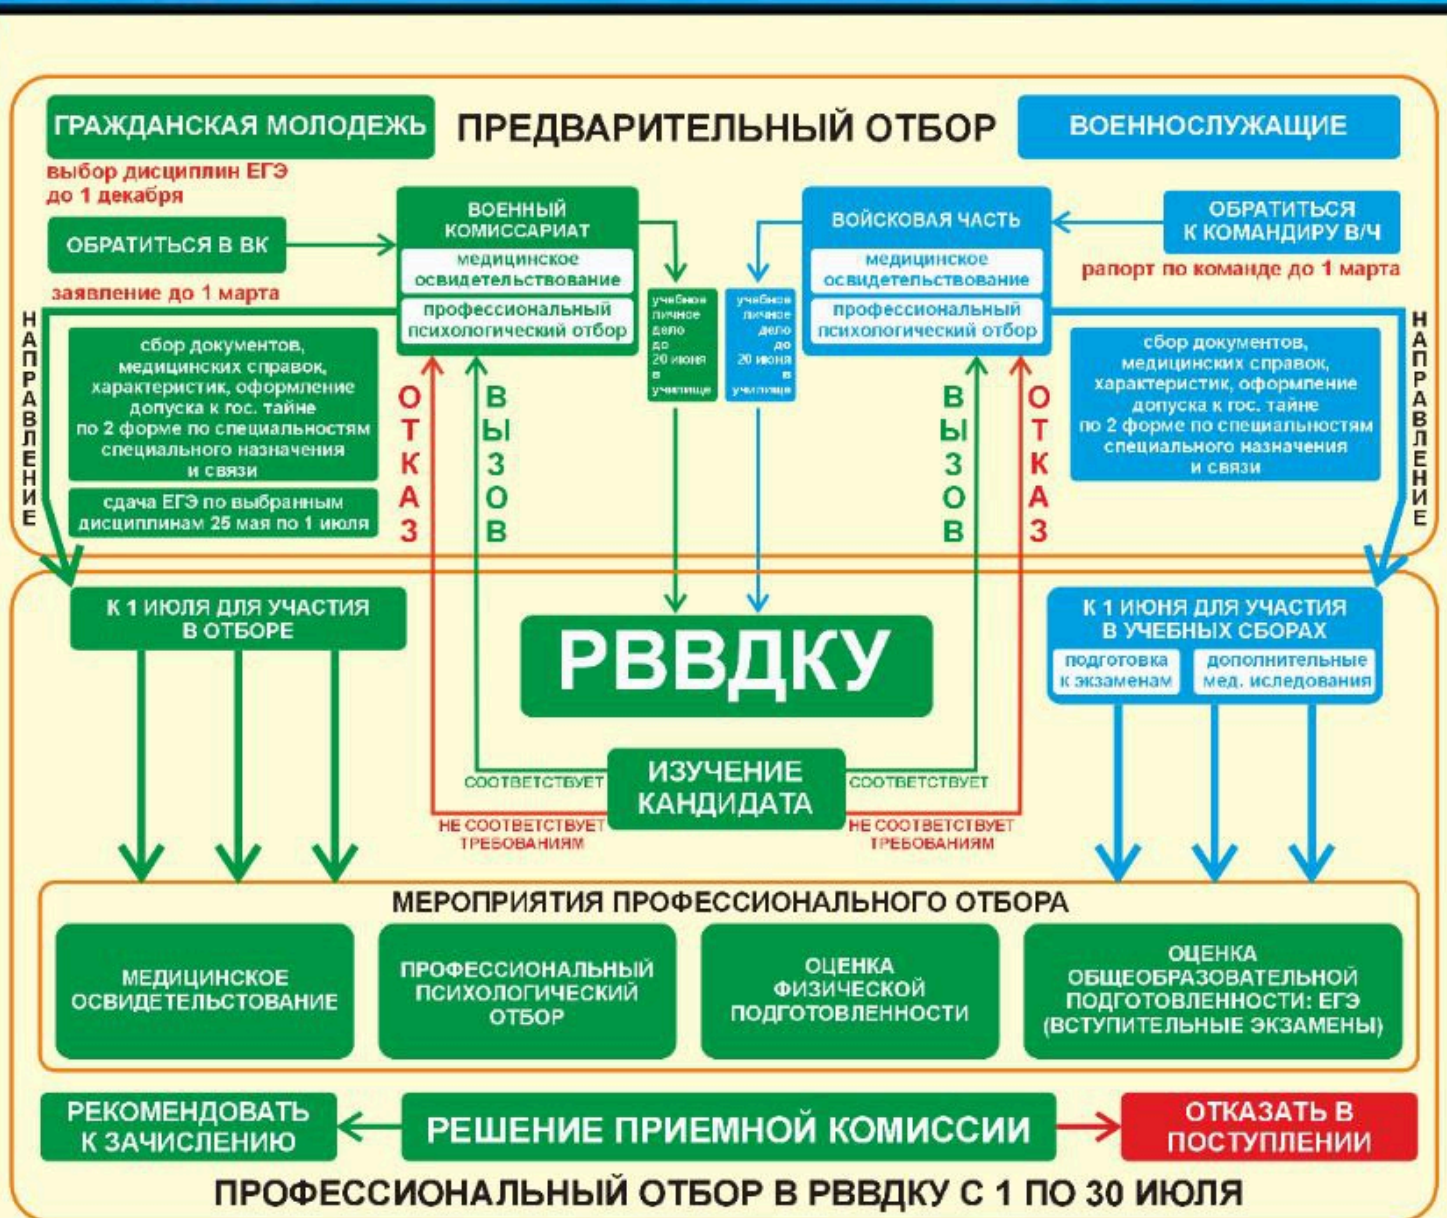 ГРАЖДАНСКАЯ МОЛОДЕЖЬ
ПРЕДВАРИТЕЛЬНЫЙ ОТБОР
ВОЕННОСЛУЖАЩИЕ
выбор дисциплин ЕГЭ
до 1 декабря
ОБРАТИТЬСЯ В ВК
заявление до 1 марта
ВОЕННЫЙ
КОМИССАРИАТ
медицинское
освидетельствование
профессиональный
психологический отбор
учебное
личное
дело
до
20 июня
в
училище
учебное
личное
дело
до
20 июня
в
училище
ВОЙСКОВАЯ ЧАСТЬ
медицинское
освидетельствование
профессиональный
психологический отбор
ОБРАТИТЬСЯ
К КОМАНДИРУ В/Ч
рапорт по команде до 1 марта
НАПРАВЛЕНИЕ
сбор документов,
медицинских справок,
характеристик, оформление
допуска к гос. тайне
по 2 форме по специальностям
специального назначения
и связи
сдача ЕГЭ по выбранным
дисциплинам 25 мая по 1 июля
ОТКАЗ
ВЫЗОВ
ВЫЗОВ
ОТКАЗ
сбор документов,
медицинских справок,
характеристик, оформление
допуска к гос. тайне
по 2 форме по специальностям
специального назначения
и связи
НАПРАВЛЕНИЕ
К 1 ИЮЛЯ ДЛЯ УЧАСТИЯ
В ОТБОРЕ
РВВДКУ
К 1 ИЮНЯ ДЛЯ УЧАСТИЯ
В УЧЕБНЫХ СБОРАХ
подготовка
к экзаменам
дополнительные
мед. иследования
ИЗУЧЕНИЕ
КАНДИДАТА
СООТВЕТСТВУЕТ
СООТВЕТСТВУЕТ
НЕ СООТВЕТСТВУЕТ
ТРЕБОВАНИЯМ
НЕ СООТВЕТСТВУЕТ
ТРЕБОВАНИЯМ
МЕРОПРИЯТИЯ ПРОФЕССИОНАЛЬНОГО ОТБОРА
МЕДИЦИНСКОЕ
ОСВИДЕТЕЛЬСТОВАНИЕ
ПРОФЕССИОНАЛЬНЫЙ
ПСИХОЛОГИЧЕСКИЙ
ОТБОР
ОЦЕНКА
ФИЗИЧЕСКОЙ
ПОДГОТОВЛЕННОСТИ
ОЦЕНКА
ОБЩЕОБРАЗОВАТЕЛЬНОЙ
ПОДГОТОВЛЕННОСТИ: ЕГЭ
(ВСТУПИТЕЛЬНЫЕ ЭКЗАМЕНЫ)
РЕКОМЕНДОВАТЬ
К ЗАЧИСЛЕНИЮ
РЕШЕНИЕ ПРИЕМНОЙ КОМИССИИ
ОТКАЗАТЬ В
ПОСТУПЛЕНИИ
ПРОФЕССИОНАЛЬНЫЙ ОТБОР В РВВДКУ С 1 ПО 30 ИЮЛЯ